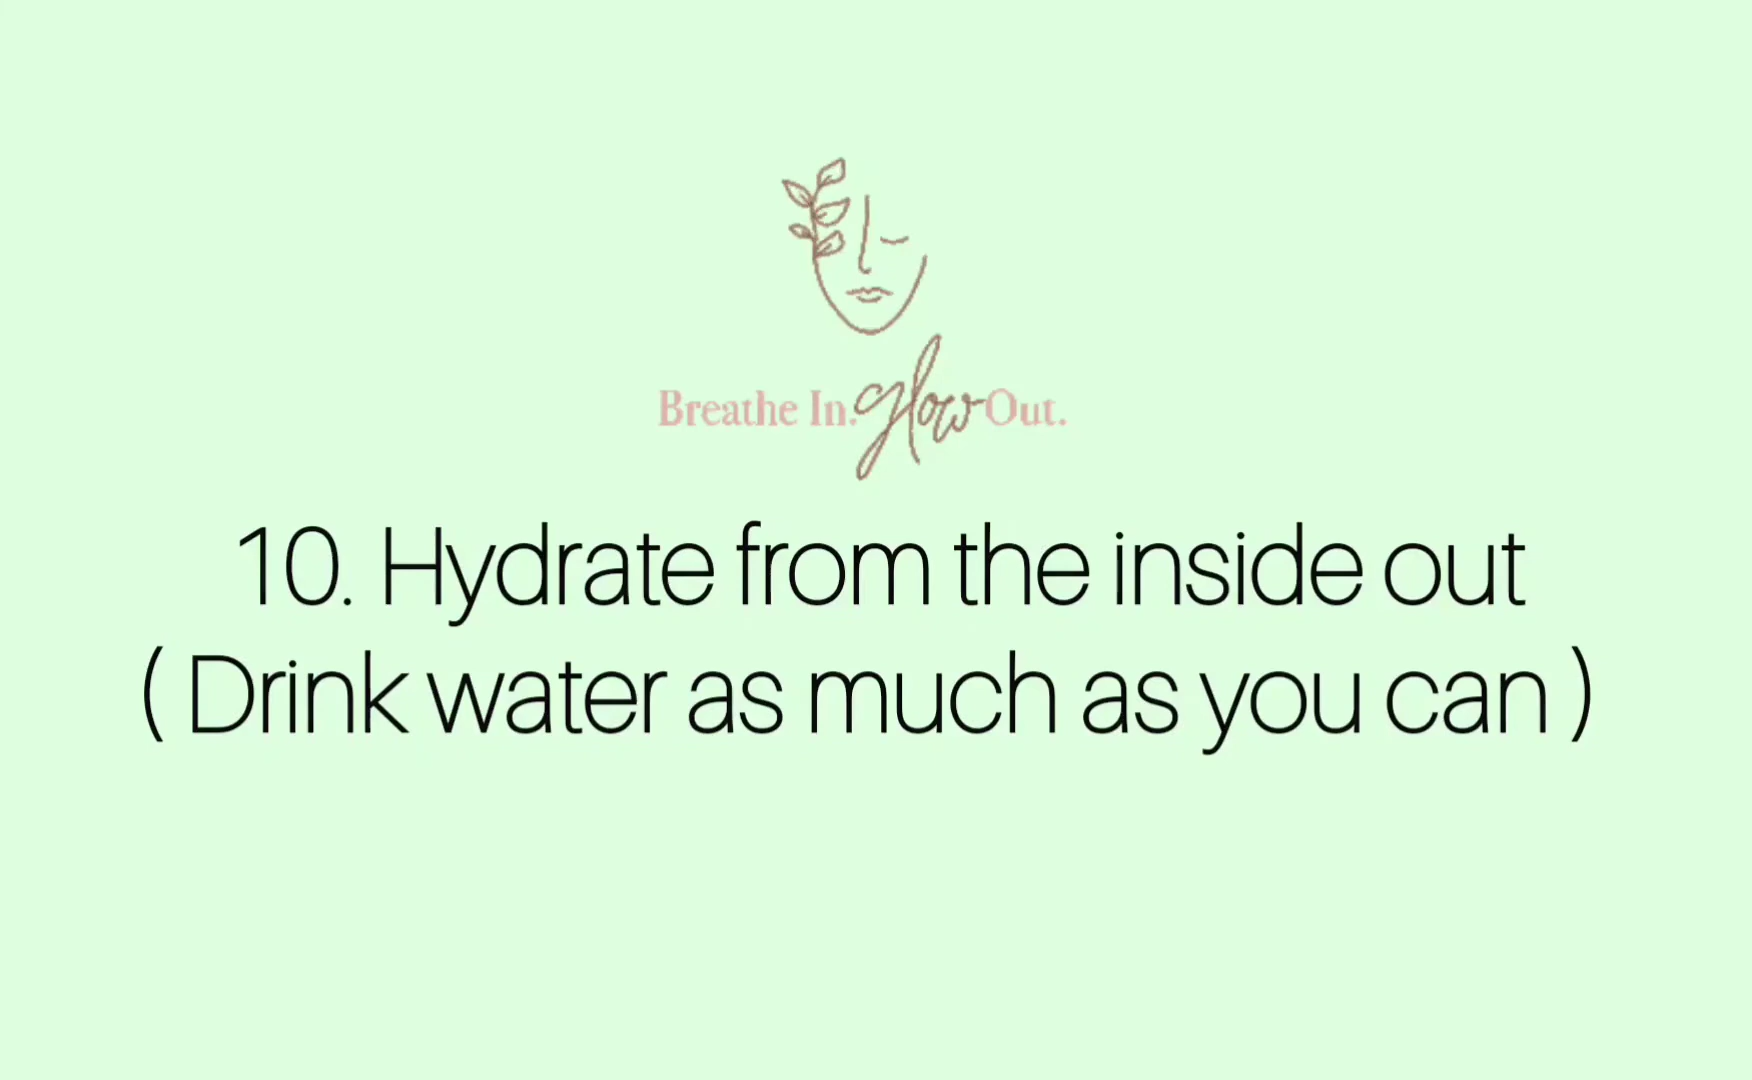 Breathe In. glow Out.
10. Hydrate from the inside out
( Drink water as much as you can )